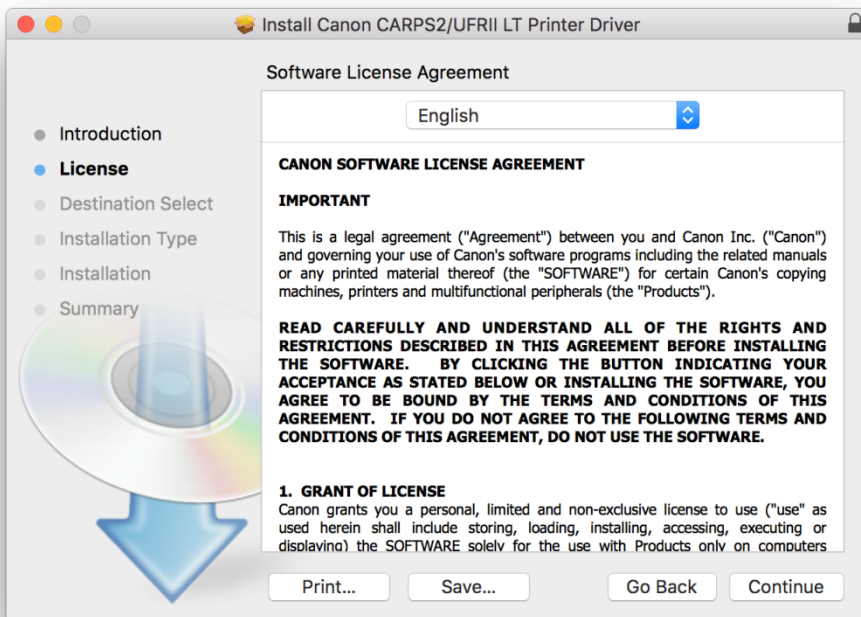 Install Canon CARPS2/UFRII LT Printer Driver
Software License Agreement
English
Introduction
License
Destination Select
Installation Type
Installation
Summary
CANON SOFTWARE LICENSE AGREEMENT
IMPORTANT
This is a legal agreement ("Agreement") between you and Canon Inc. ("Canon")
and governing your use of Canon's software programs including the related manuals
or any printed material thereof (the "SOFTWARE") for certain Canon's copying
machines, printers and multifunctional peripherals (the "Products").
READ CAREFULLY AND UNDERSTAND ALL OF THE RIGHTS AND
RESTRICTIONS DESCRIBED IN THIS AGREEMENT BEFORE INSTALLING
THE SOFTWARE. BY CLICKING THE BUTTON INDICATING YOUR
ACCEPTANCE AS STATED BELOW OR INSTALLING THE SOFTWARE, YOU
AGREE TO BE BOUND BY THE TERMS AND CONDITIONS OF THIS
AGREEMENT. IF YOU DO NOT AGREE TO THE FOLLOWING TERMS AND
CONDITIONS OF THIS AGREEMENT, DO NOT USE THE SOFTWARE.
1. GRANT OF LICENSE
Canon grants you a personal, limited and non-exclusive license to use ("use" as
used herein shall include storing, loading, installing, accessing, executing or
displaying) the SOFTWARE solely for the use with Products only on computers
Print...
Save...
Go Back
Continue